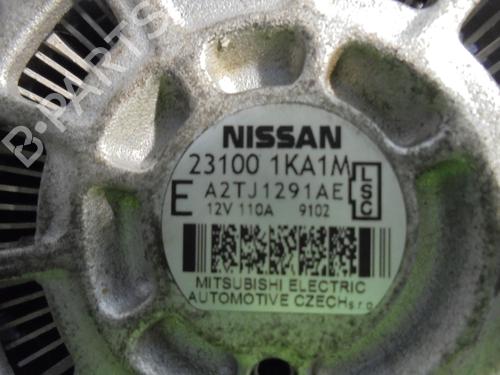 B-PARTS
NISSAN
23100 1KA1M
E A2TJ1291AE
LSC
12V 110A 9102
MITSUBISHI ELECTRIC
AUTOMOTIVE CZECH s.r.o